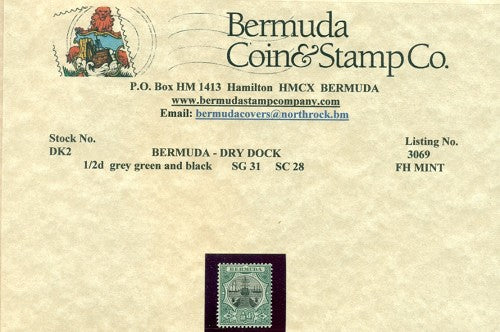 Bermuda
Coin & Stamp Co.
P.O. Box HM 1413 Hamilton HMCX BERMUDA
www.bermudastampcompany.com
Email: bermudacovers@northrock.bm
Stock No.
Listing No.
DK2
BERMUDA - DRY DOCK
3069
1/2d grey green and black SG 31 SC 28
FH MINT
BERMUDA